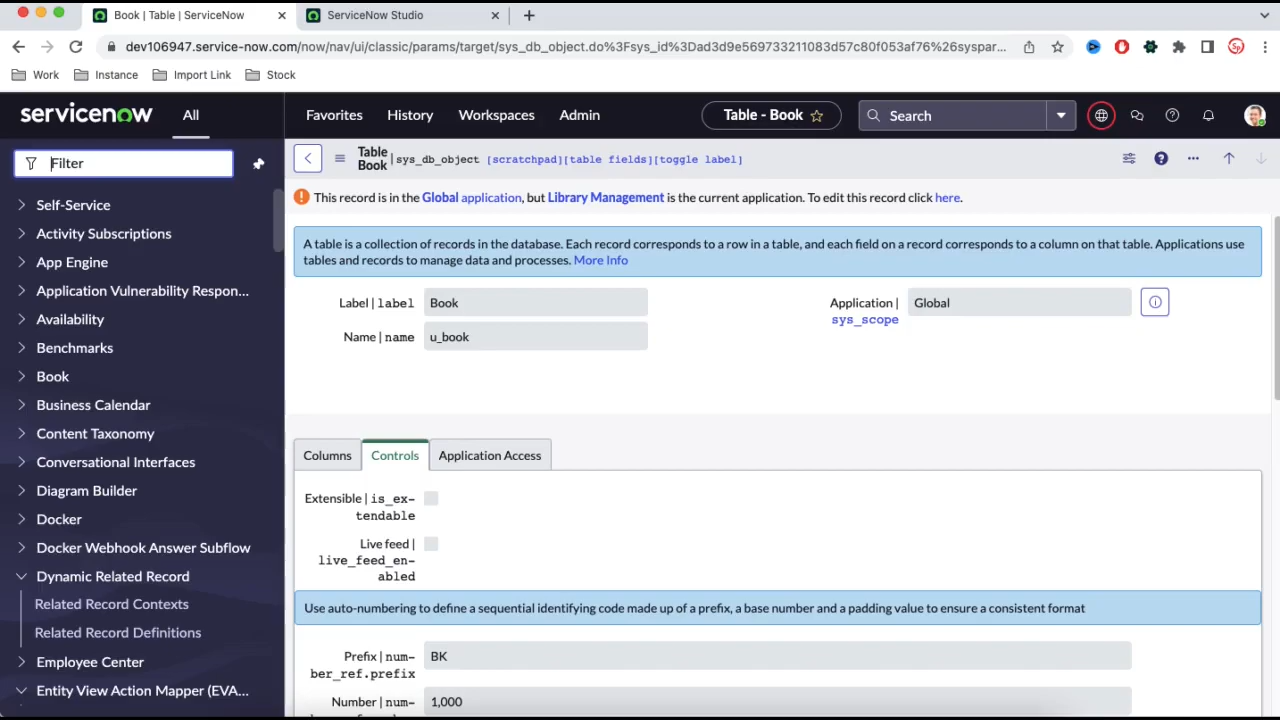 Book | Table | ServiceNow
ServiceNow Studio
dev106947.service-now.com/now/nav/ui/classic/params/target/sys_db_object.do%3Fsys_id%3Dad3d9e569733211083d57c80f053af76%26syspar...
Work
Instance
Import Link
Stock
servicenow
All
Favorites
History
Workspaces
Admin
Table - Book
Search
Filter
Self-Service
Activity Subscriptions
App Engine
Application Vulnerability Respon...
Availability
Benchmarks
Book
Business Calendar
Content Taxonomy
Conversational Interfaces
Diagram Builder
Docker
Docker Webhook Answer Subflow
Dynamic Related Record
Related Record Contexts
Related Record Definitions
Employee Center
Entity View Action Mapper (EVA...
Table
Book | sys_db_object [scratchpad][table fields][toggle label]
This record is in the Global application, but Library Management is the current application. To edit this record click here.
A table is a collection of records in the database. Each record corresponds to a row in a table, and each field on a record corresponds to a column on that table. Applications use
tables and records to manage data and processes. More Info
Label | label
Book
Application |
sys_scope
Global
Name | name
u_book
Columns
Controls
Application Access
Extensible | is_ex-
tendable
Live feed |
live_feed_en-
abled
Use auto-numbering to define a sequential identifying code made up of a prefix, a base number and a padding value to ensure a consistent format
Prefix | num-
ber_ref.prefix
BK
Number | num-
1,000